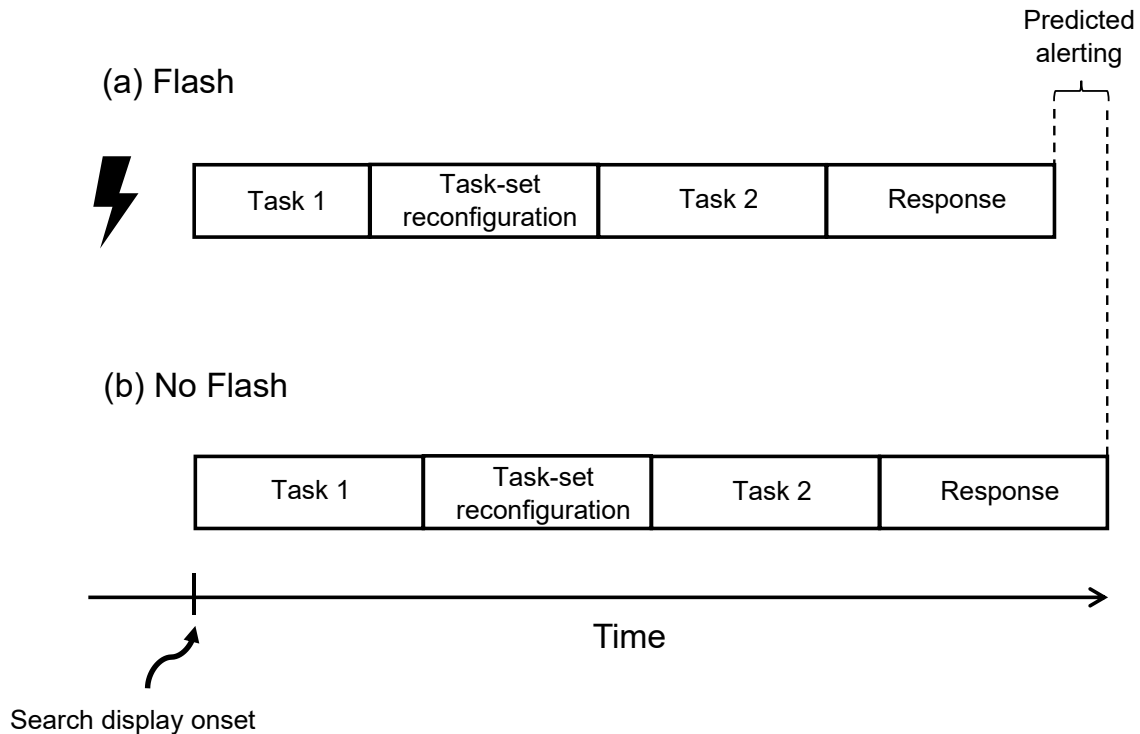 Predicted
alerting
(a) Flash
Task 1
Task-set
reconfiguration
Task 2
Response
(b) No Flash
Task 1
Task-set
reconfiguration
Task 2
Response
Time
Search display onset